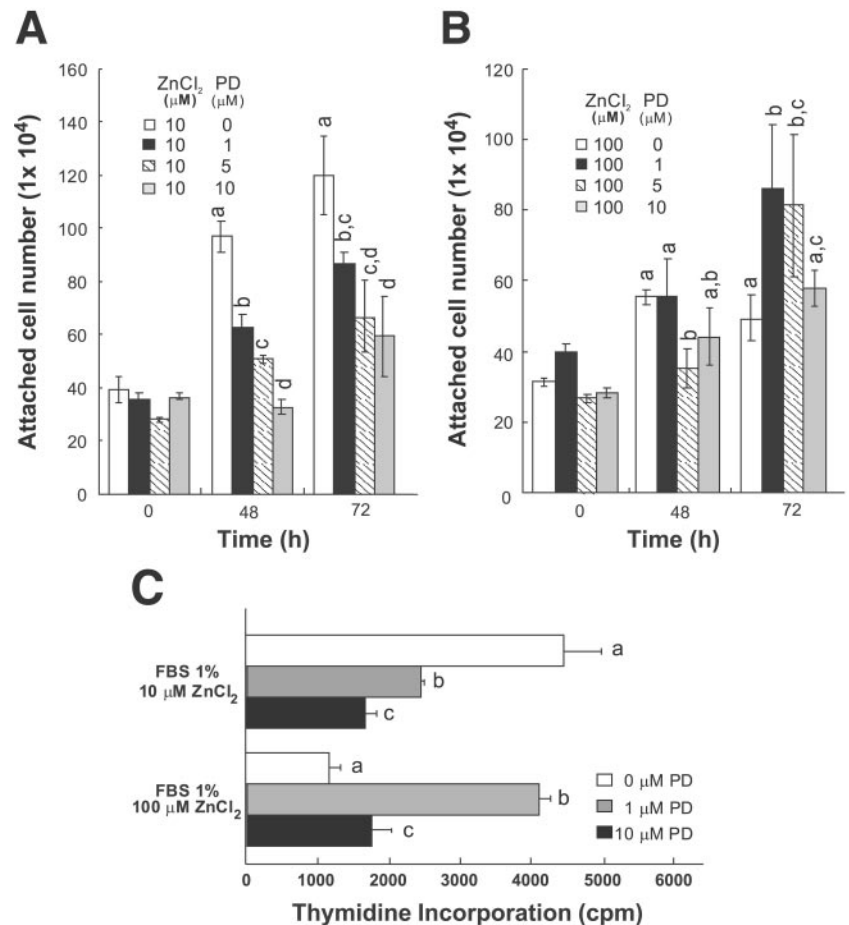 A
160
140
120
100
80
60
40
20
0
Attached cell number (1x 10⁴)
ZnCl₂ PD
(μM) (μM)
10 0
10 1
10 5
10 10
a
b
c
d
a
b,c
c,d
d
0 48 72
Time (h)
B
120
100
80
60
40
20
0
Attached cell number (1x 10⁴)
ZnCl₂ PD
(μM) (μM)
100 0
100 1
100 5
100 10
a
a
b
a,b
a
b
b,c
a,c
0 48 72
Time (h)
C
FBS 1%
10 μM ZnCl₂
a
b
c
FBS 1%
100 μM ZnCl₂
a
b
c
0 μM PD
1 μM PD
10 μM PD
0 1000 2000 3000 4000 5000 6000
Thymidine Incorporation (cpm)